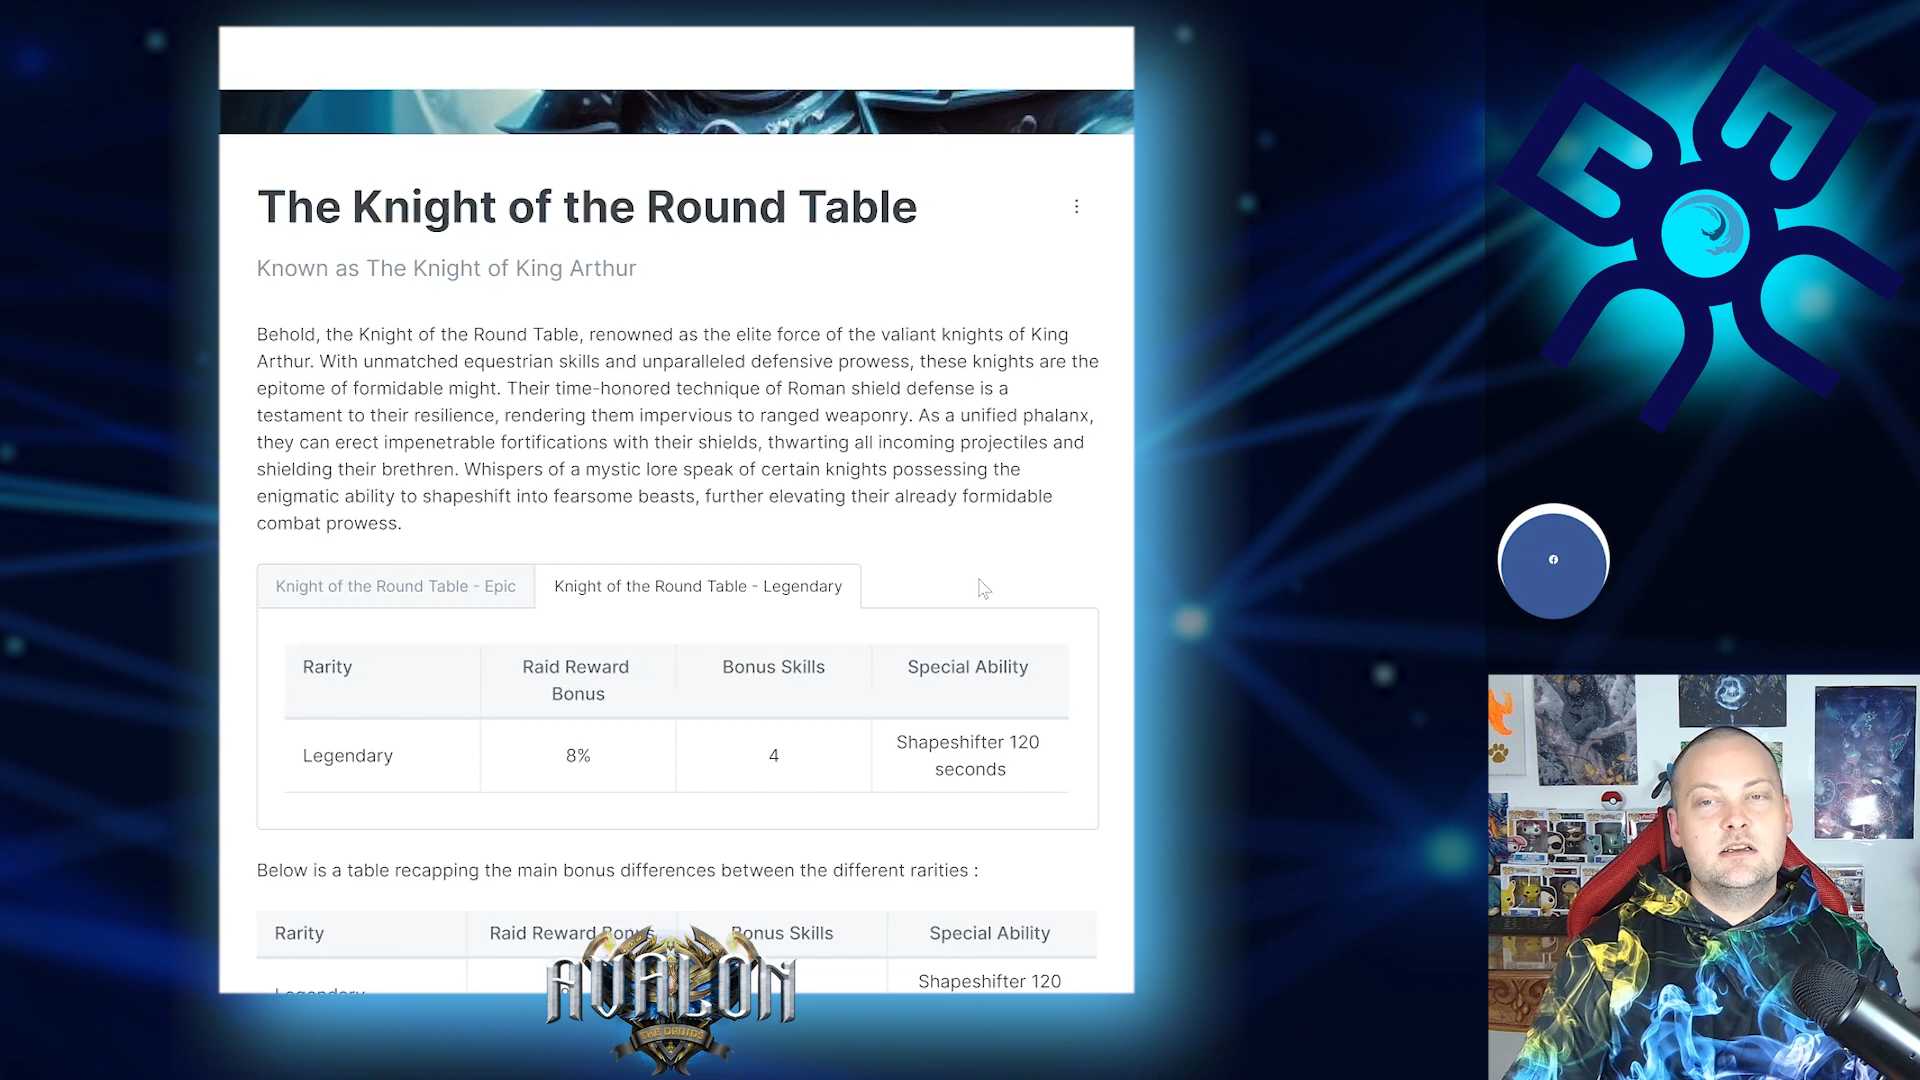 The Knight of the Round Table
Known as The Knight of King Arthur
Behold, the Knight of the Round Table, renowned as the elite force of the valiant knights of King
Arthur. With unmatched equestrian skills and unparalleled defensive prowess, these knights are the
epitome of formidable might. Their time-honored technique of Roman shield defense is a
testament to their resilience, rendering them impervious to ranged weaponry. As a unified phalanx,
they can erect impenetrable fortifications with their shields, thwarting all incoming projectiles and
shielding their brethren. Whispers of a mystic lore speak of certain knights possessing the
enigmatic ability to shapeshift into fearsome beasts, further elevating their already formidable
combat prowess.
Knight of the Round Table - Epic
Knight of the Round Table - Legendary
Rarity
Raid Reward
Bonus
Bonus Skills
Special Ability
Legendary
8%
4
Shapeshifter 120
seconds
Below is a table recapping the main bonus differences between the different rarities :
Rarity
Raid Reward Bonus
Bonus Skills
Special Ability
Legendary
Shapeshifter 120
AVALON
THE DRUIDS